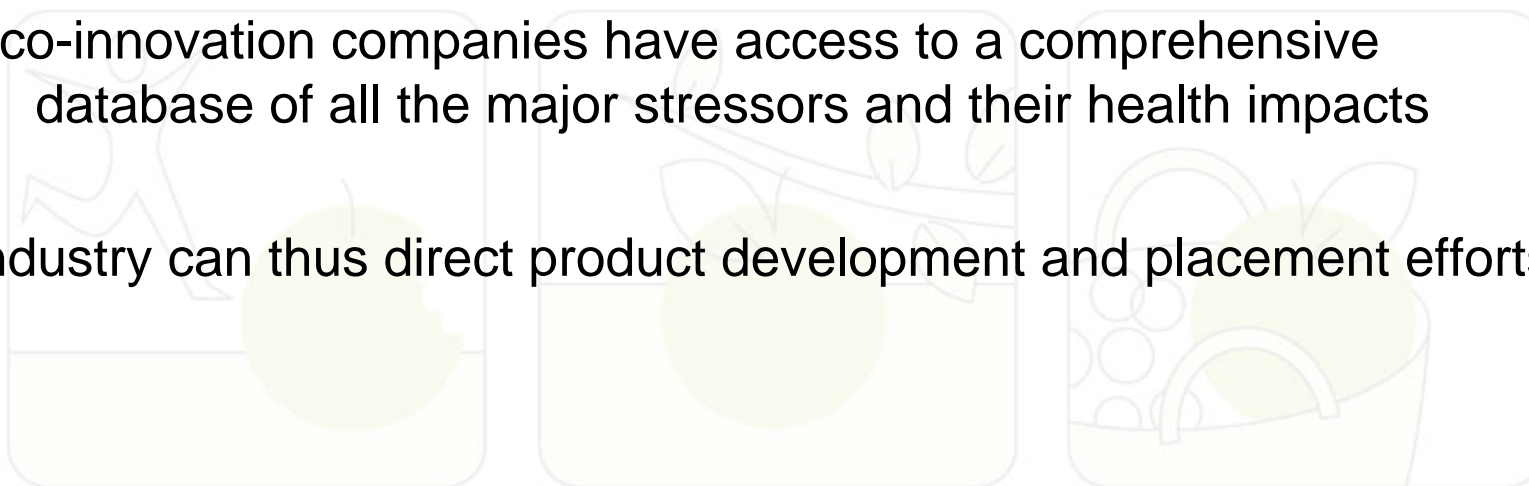 co-innovation companies have access to a comprehensive
database of all the major stressors and their health impacts
ndustry can thus direct product development and placement efforts